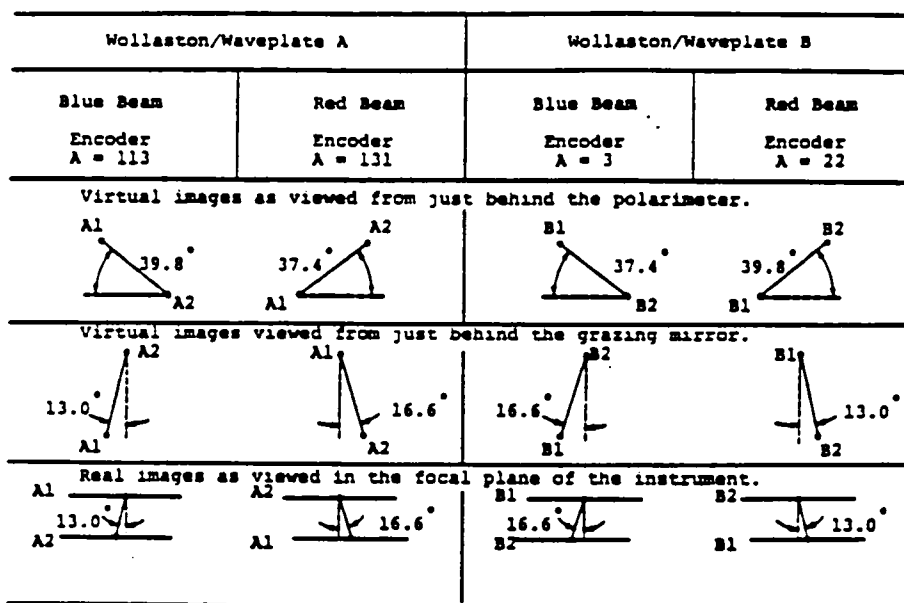 Wollaston/Waveplate A
Wollaston/Waveplate B
Blue Beam
Red Beam
Blue Beam
Red Beam
Encoder
A = 113
Encoder
A = 131
Encoder
A = 3
Encoder
A = 22
Virtual images as viewed from just behind the polarimeter.
A1
39.8°
A2
A2
37.4°
A1
B1
37.4°
B2
B2
39.8°
B1
Virtual images viewed from just behind the grazing mirror.
A2
13.0°
A1
A1
16.6°
A2
B2
16.6°
B1
B1
13.0°
B2
Real images as viewed in the focal plane of the instrument.
A1
13.0°
A2
A2
16.6°
A1
B1
16.6°
B2
B2
13.0°
B1